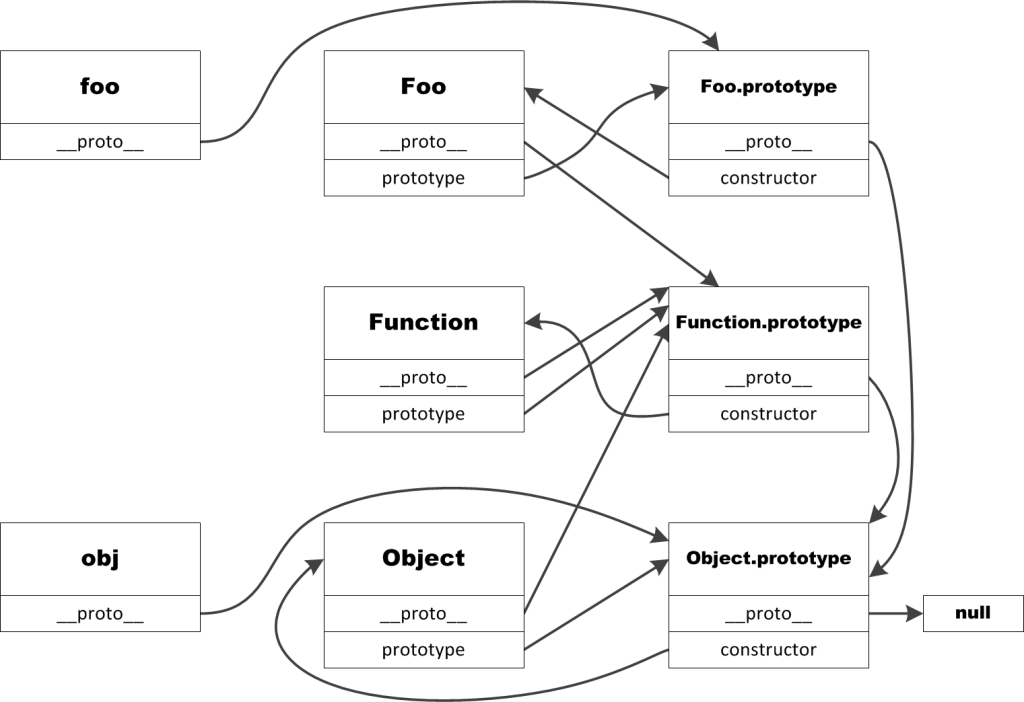 foo
__proto__
Foo
__proto__
prototype
Foo.prototype
__proto__
constructor
Function
__proto__
prototype
Function.prototype
__proto__
constructor
obj
__proto__
Object
__proto__
prototype
Object.prototype
__proto__
constructor
null